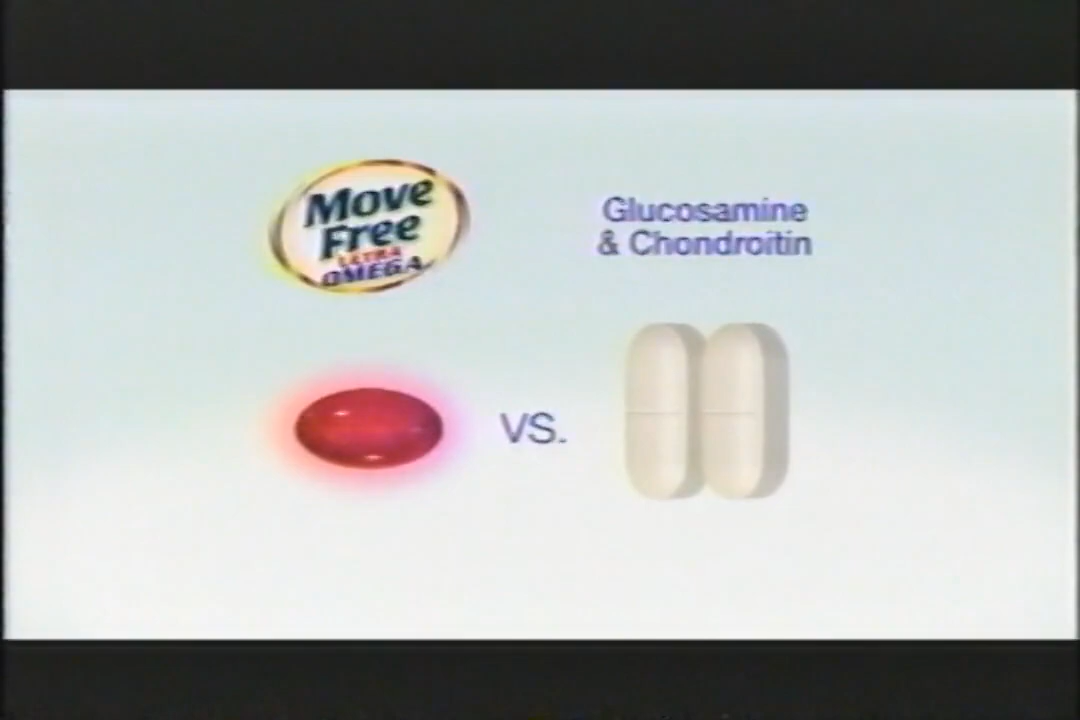 Move
Free
ULTRA
OMEGA
Glucosamine
& Chondroitin
VS.